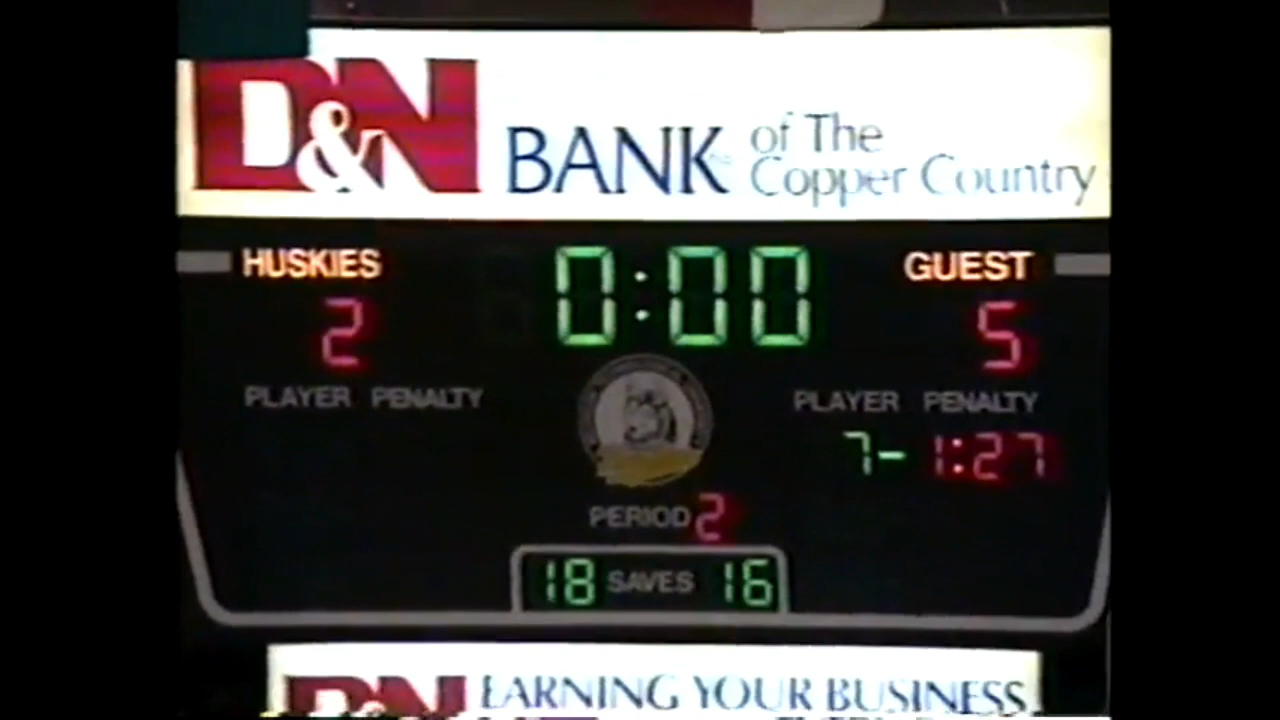 D&N BANK of The
Copper Country
HUSKIES 0:00 GUEST
2 5
PLAYER PENALTY PLAYER PENALTY
7- 1:27
PERIOD 2
18 SAVES 16
D&N EARNING YOUR BUSINESS